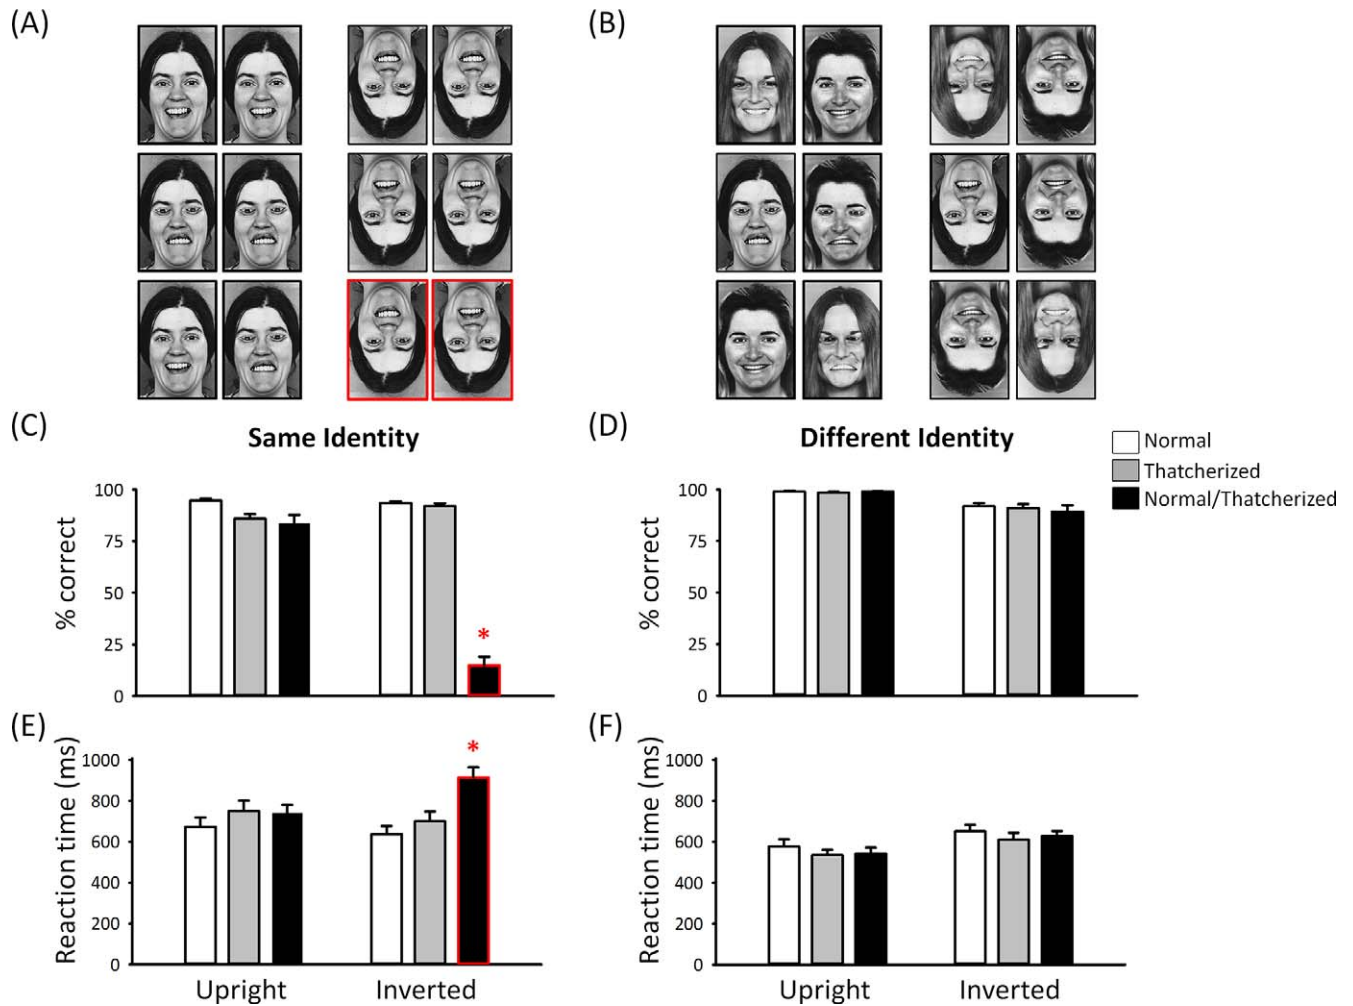 (A)
(B)
(C)
Same Identity
(D)
Different Identity
Normal
Thatcherized
Normal/Thatcherized
% correct
100
75
50
25
0
*
% correct
100
75
50
25
0
(E)
Reaction time (ms)
1000
800
600
400
200
0
*
Upright
Inverted
(F)
Reaction time (ms)
1000
800
600
400
200
0
Upright
Inverted